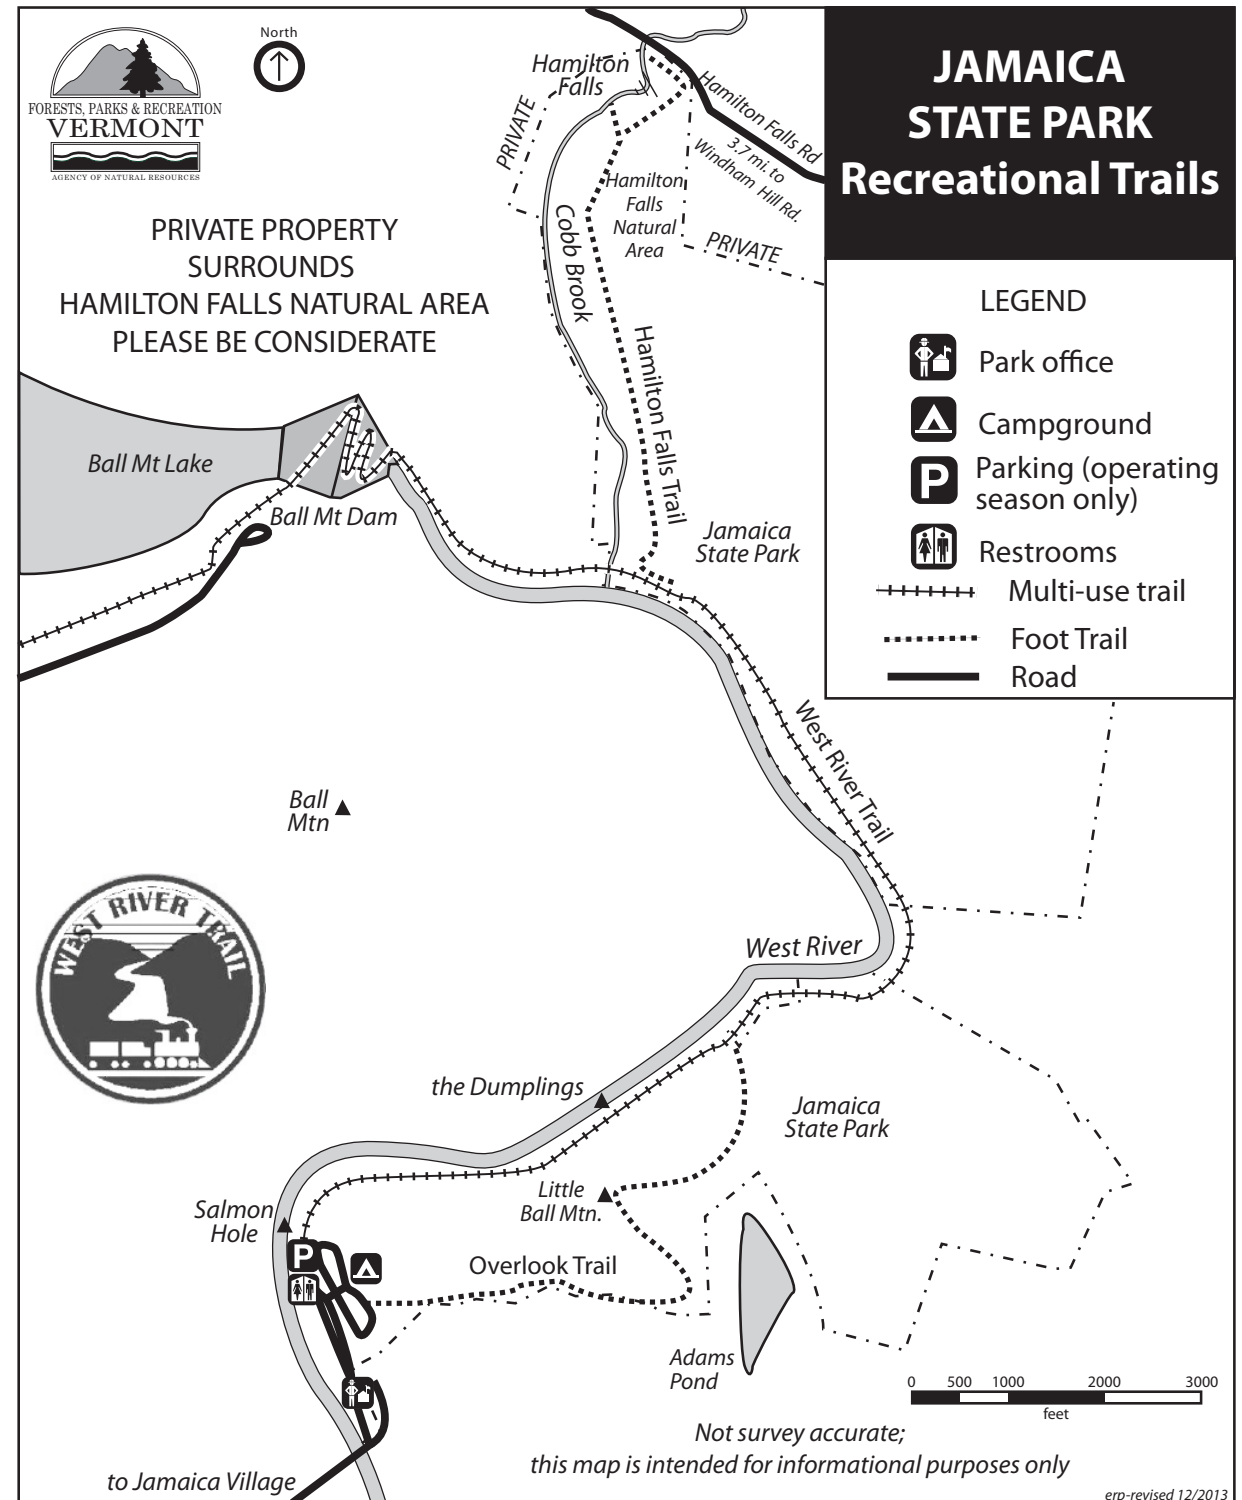 North
FORESTS, PARKS & RECREATION
VERMONT
AGENCY OF NATURAL RESOURCES
JAMAICA
STATE PARK
Recreational Trails
PRIVATE PROPERTY
SURROUNDS
HAMILTON FALLS NATURAL AREA
PLEASE BE CONSIDERATE
Hamilton
Falls
PRIVATE
Hamilton Falls Rd
3.7 mi. to
Windham Hill Rd.
Hamilton
Falls
Natural
Area
PRIVATE
Cobb Brook
Hamilton Falls Trail
LEGEND
Park office
Campground
P
Parking (operating
season only)
Restrooms
Multi-use trail
Foot Trail
Road
Ball Mt Lake
Ball Mt Dam
Jamaica
State Park
West River Trail
Ball
Mtn
WEST RIVER TRAIL
West River
the Dumplings
Jamaica
State Park
Little
Ball Mtn.
Salmon
Hole
P
Overlook Trail
Adams
Pond
0 500 1000 2000 3000
feet
Not survey accurate;
this map is intended for informational purposes only
to Jamaica Village
erp-revised 12/2013